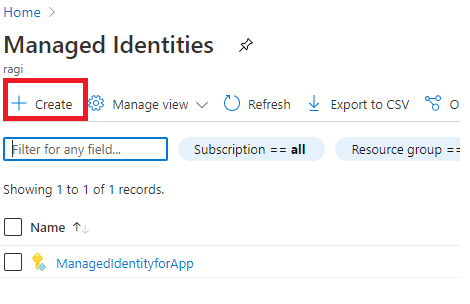 Home
Managed Identities
ragi
Create Manage view Refresh Export to CSV
Filter for any field... Subscription == all Resource group ==
Showing 1 to 1 of 1 records.
Name
ManagedIdentityforApp